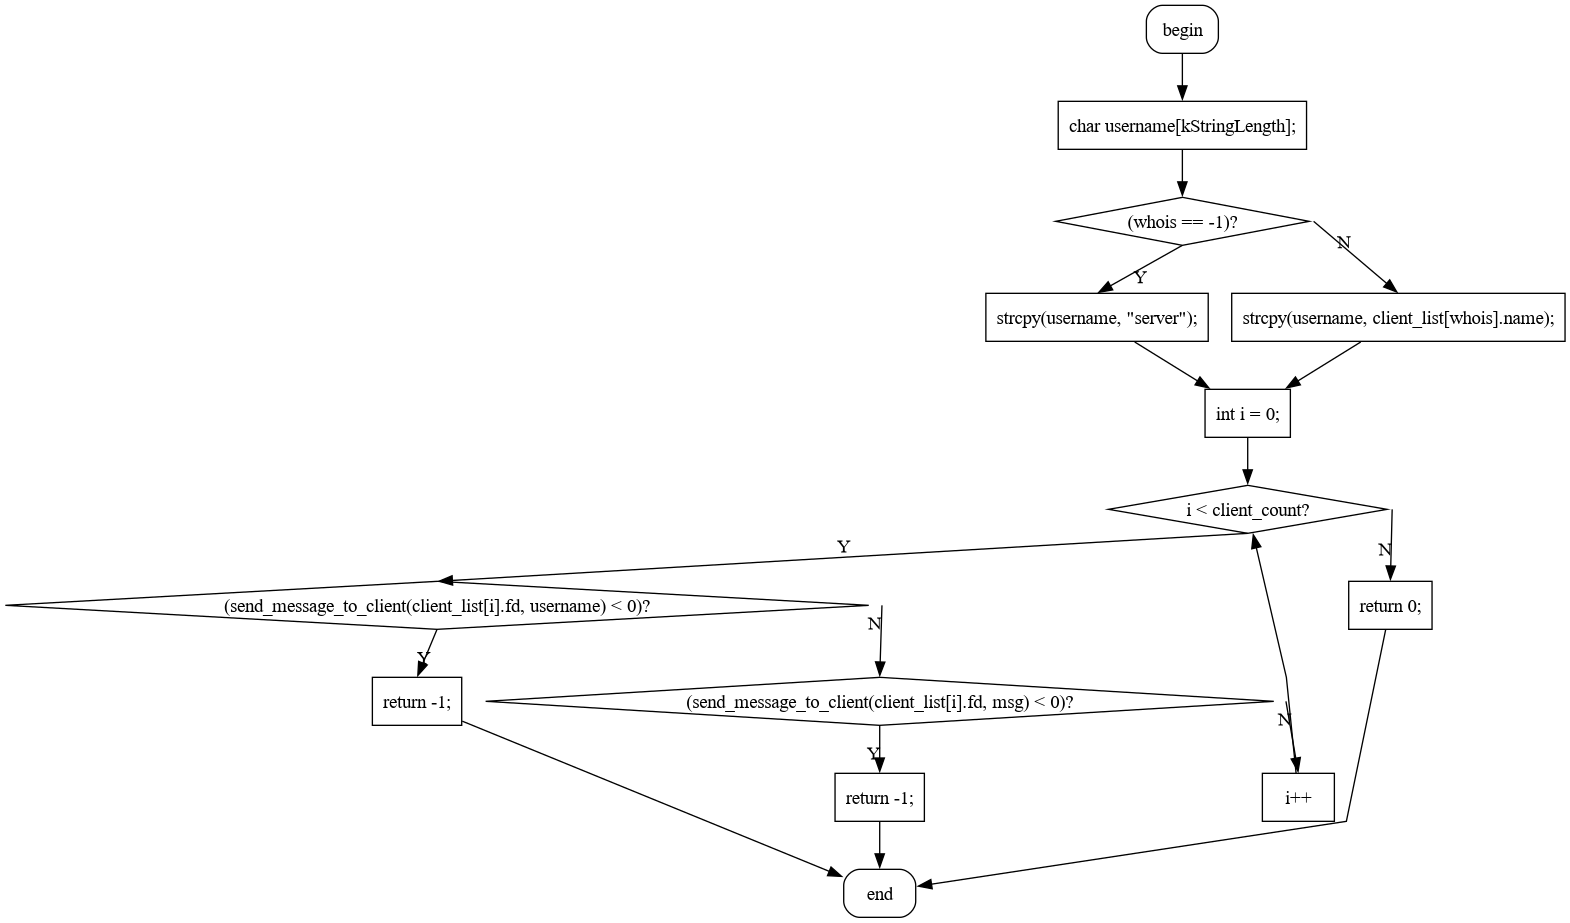 begin
char username[kStringLength];
(whois == -1)?
N
Y
strcpy(username, "server");
strcpy(username, client_list[whois].name);
int i = 0;
i < client_count?
Y
N
(send_message_to_client(client_list[i].fd, username) < 0)?
return 0;
N
Y
return -1;
(send_message_to_client(client_list[i].fd, msg) < 0)?
N
Y
return -1;
i++
end